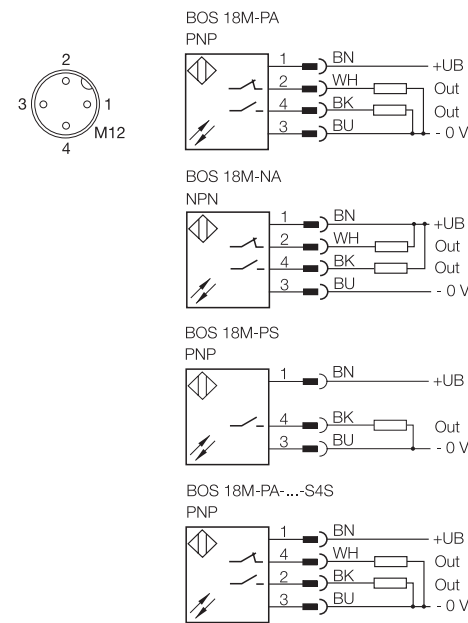 BOS 18M-PA
PNP
2
3
1
M12
4
1 BN +UB
2 WH Out
4 BK Out
3 BU - 0 V
BOS 18M-NA
NPN
1 BN +UB
2 WH Out
4 BK Out
3 BU - 0 V
BOS 18M-PS
PNP
1 BN +UB
4 BK Out
3 BU - 0 V
BOS 18M-PA-...-S4S
PNP
1 BN +UB
4 WH Out
2 BK Out
3 BU - 0 V